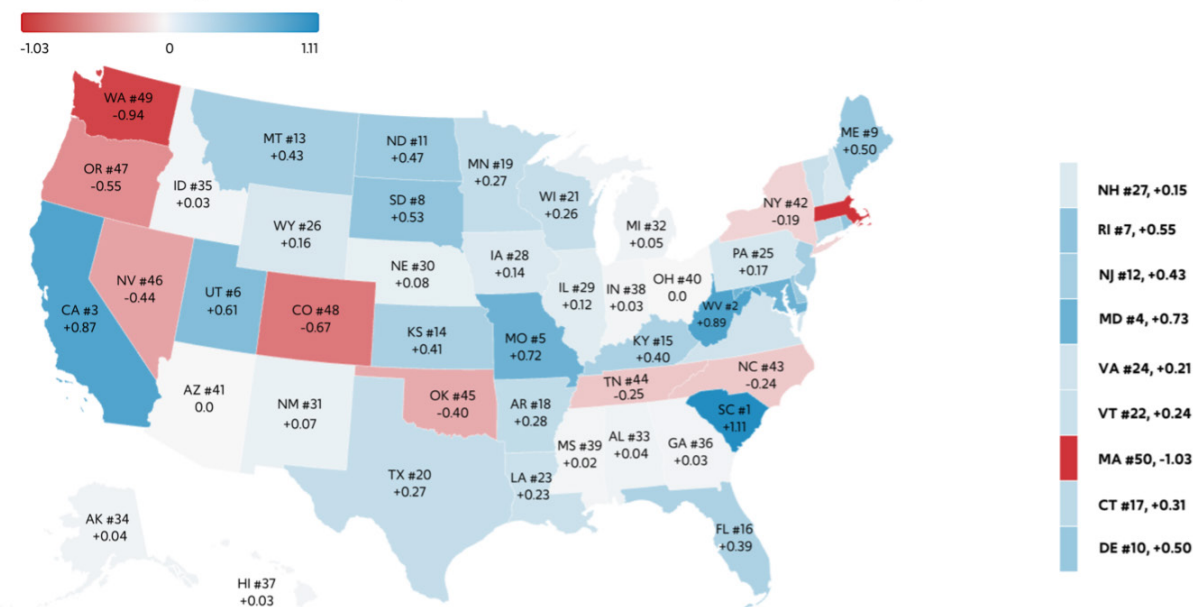 -1.03 0 1.11
WA #49
-0.94
MT #13
+0.43
ND #11
+0.47
ME #9
+0.50
OR #47
-0.55
ID #35
+0.03
MN #19
+0.27
SD #8
+0.53
WI #21
+0.26
NY #42
-0.19
WY #26
+0.16
MI #32
+0.05
IA #28
+0.14
PA #25
+0.17
NE #30
+0.08
NV #46
-0.44
UT #6
+0.61
IL #29
+0.12
IN #38
+0.03
OH #40
0.0
CA #3
+0.87
CO #48
-0.67
WV #2
+0.89
KS #14
+0.41
MO #5
+0.72
KY #15
+0.40
NC #43
-0.24
TN #44
-0.25
AZ #41
0.0
NM #31
+0.07
OK #45
-0.40
AR #18
+0.28
SC #1
+1.11
MS #39
+0.02
AL #33
+0.04
GA #36
+0.03
TX #20
+0.27
LA #23
+0.23
AK #34
+0.04
FL #16
+0.39
HI #37
+0.03
NH #27, +0.15
RI #7, +0.55
NJ #12, +0.43
MD #4, +0.73
VA #24, +0.21
VT #22, +0.24
MA #50, -1.03
CT #17, +0.31
DE #10, +0.50